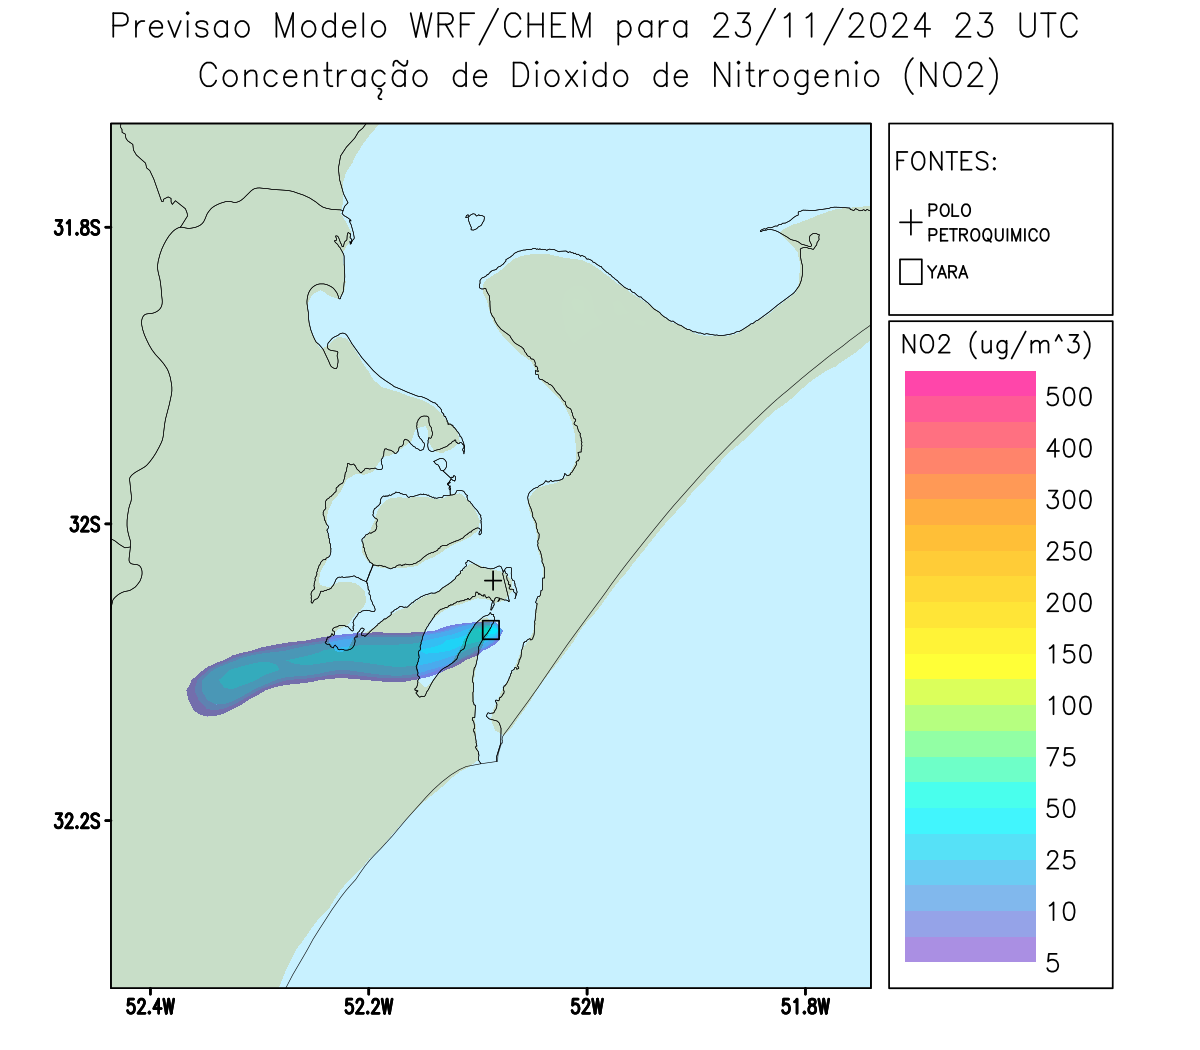 Previsao Modelo WRF/CHEM para 23/11/2024 23 UTC
Concentração de Dioxido de Nitrogenio (NO2)
FONTES:
POLO
PETROQUIMICO
YARA
NO2 (ug/m^3)
500
400
300
250
200
150
100
75
50
25
10
5
31.8S
32S
32.2S
52.4W
52.2W
52W
51.8W